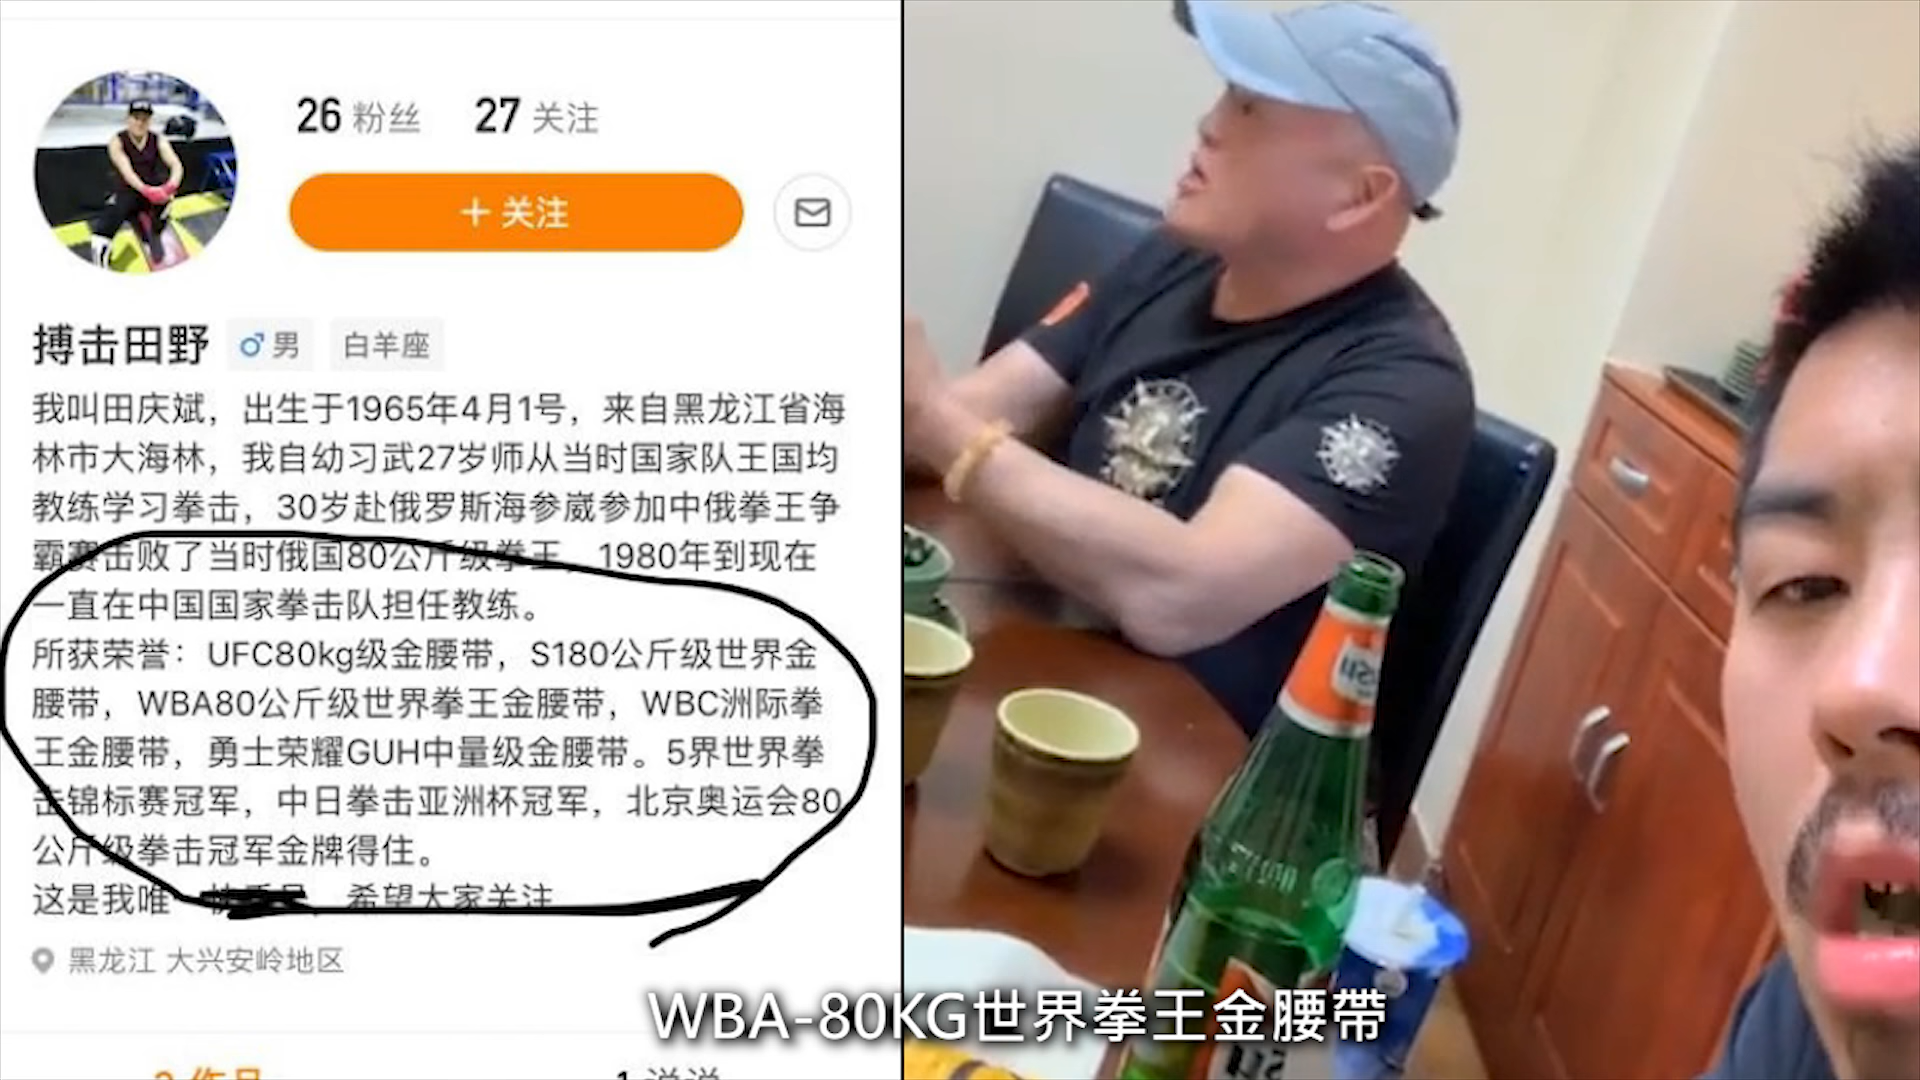 26 粉丝 27 关注
+ 关注
搏击田野 ♂男 白羊座
我叫田庆斌，出生于1965年4月1号，来自黑龙江省海
林市大海林，我自幼习武27岁师从当时国家队王国均
教练学习拳击，30岁赴俄罗斯海参崴参加中俄拳王争
霸赛击败了当时俄国80公斤级拳王，1980年到现在
一直在中国国家拳击队担任教练。
所获荣誉：UFC80kg级金腰带，S180公斤级世界金
腰带，WBA80公斤级世界拳王金腰带，WBC洲际拳
王金腰带，勇士荣耀GUH中量级金腰带。5界世界拳
击锦标赛冠军，中日拳击亚洲杯冠军，北京奥运会80
公斤级拳击冠军金牌得住。
这是我唯一 ，希望大家关注
黑龙江 大兴安岭地区
WBA-80KG世界拳王金腰帶